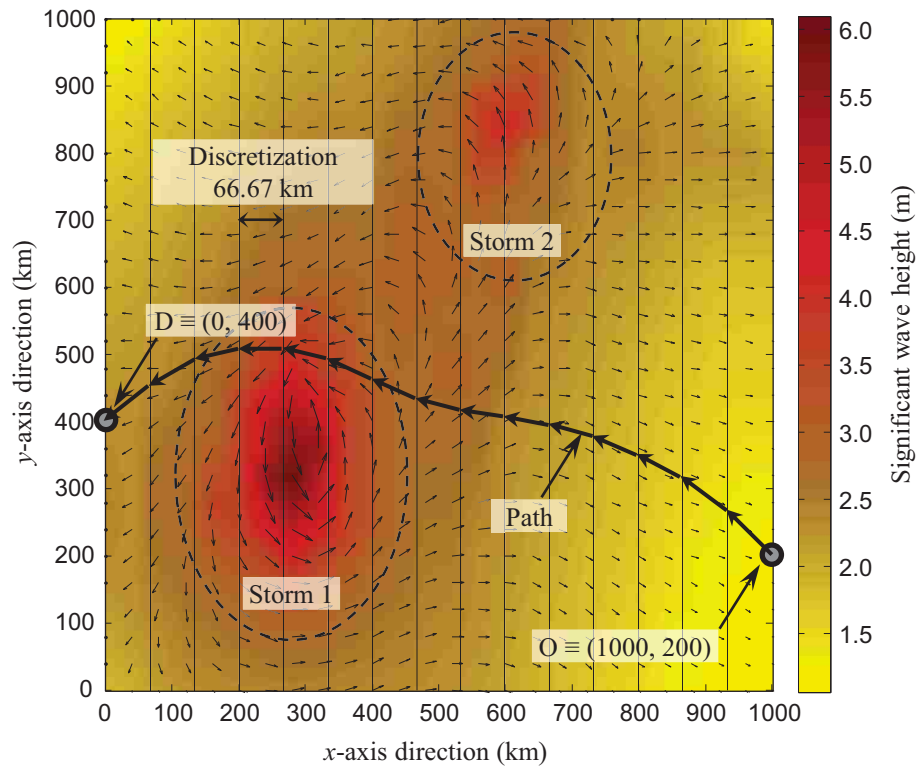 1000
900
800
700
600
500
400
300
200
100
0
y-axis direction (km)
Discretization
66.67 km
Storm 2
D ≡ (0, 400)
Path
Storm 1
O ≡ (1000, 200)
0 100 200 300 400 500 600 700 800 900 1000
x-axis direction (km)
6.0
5.5
5.0
4.5
4.0
3.5
3.0
2.5
2.0
1.5
Significant wave height (m)